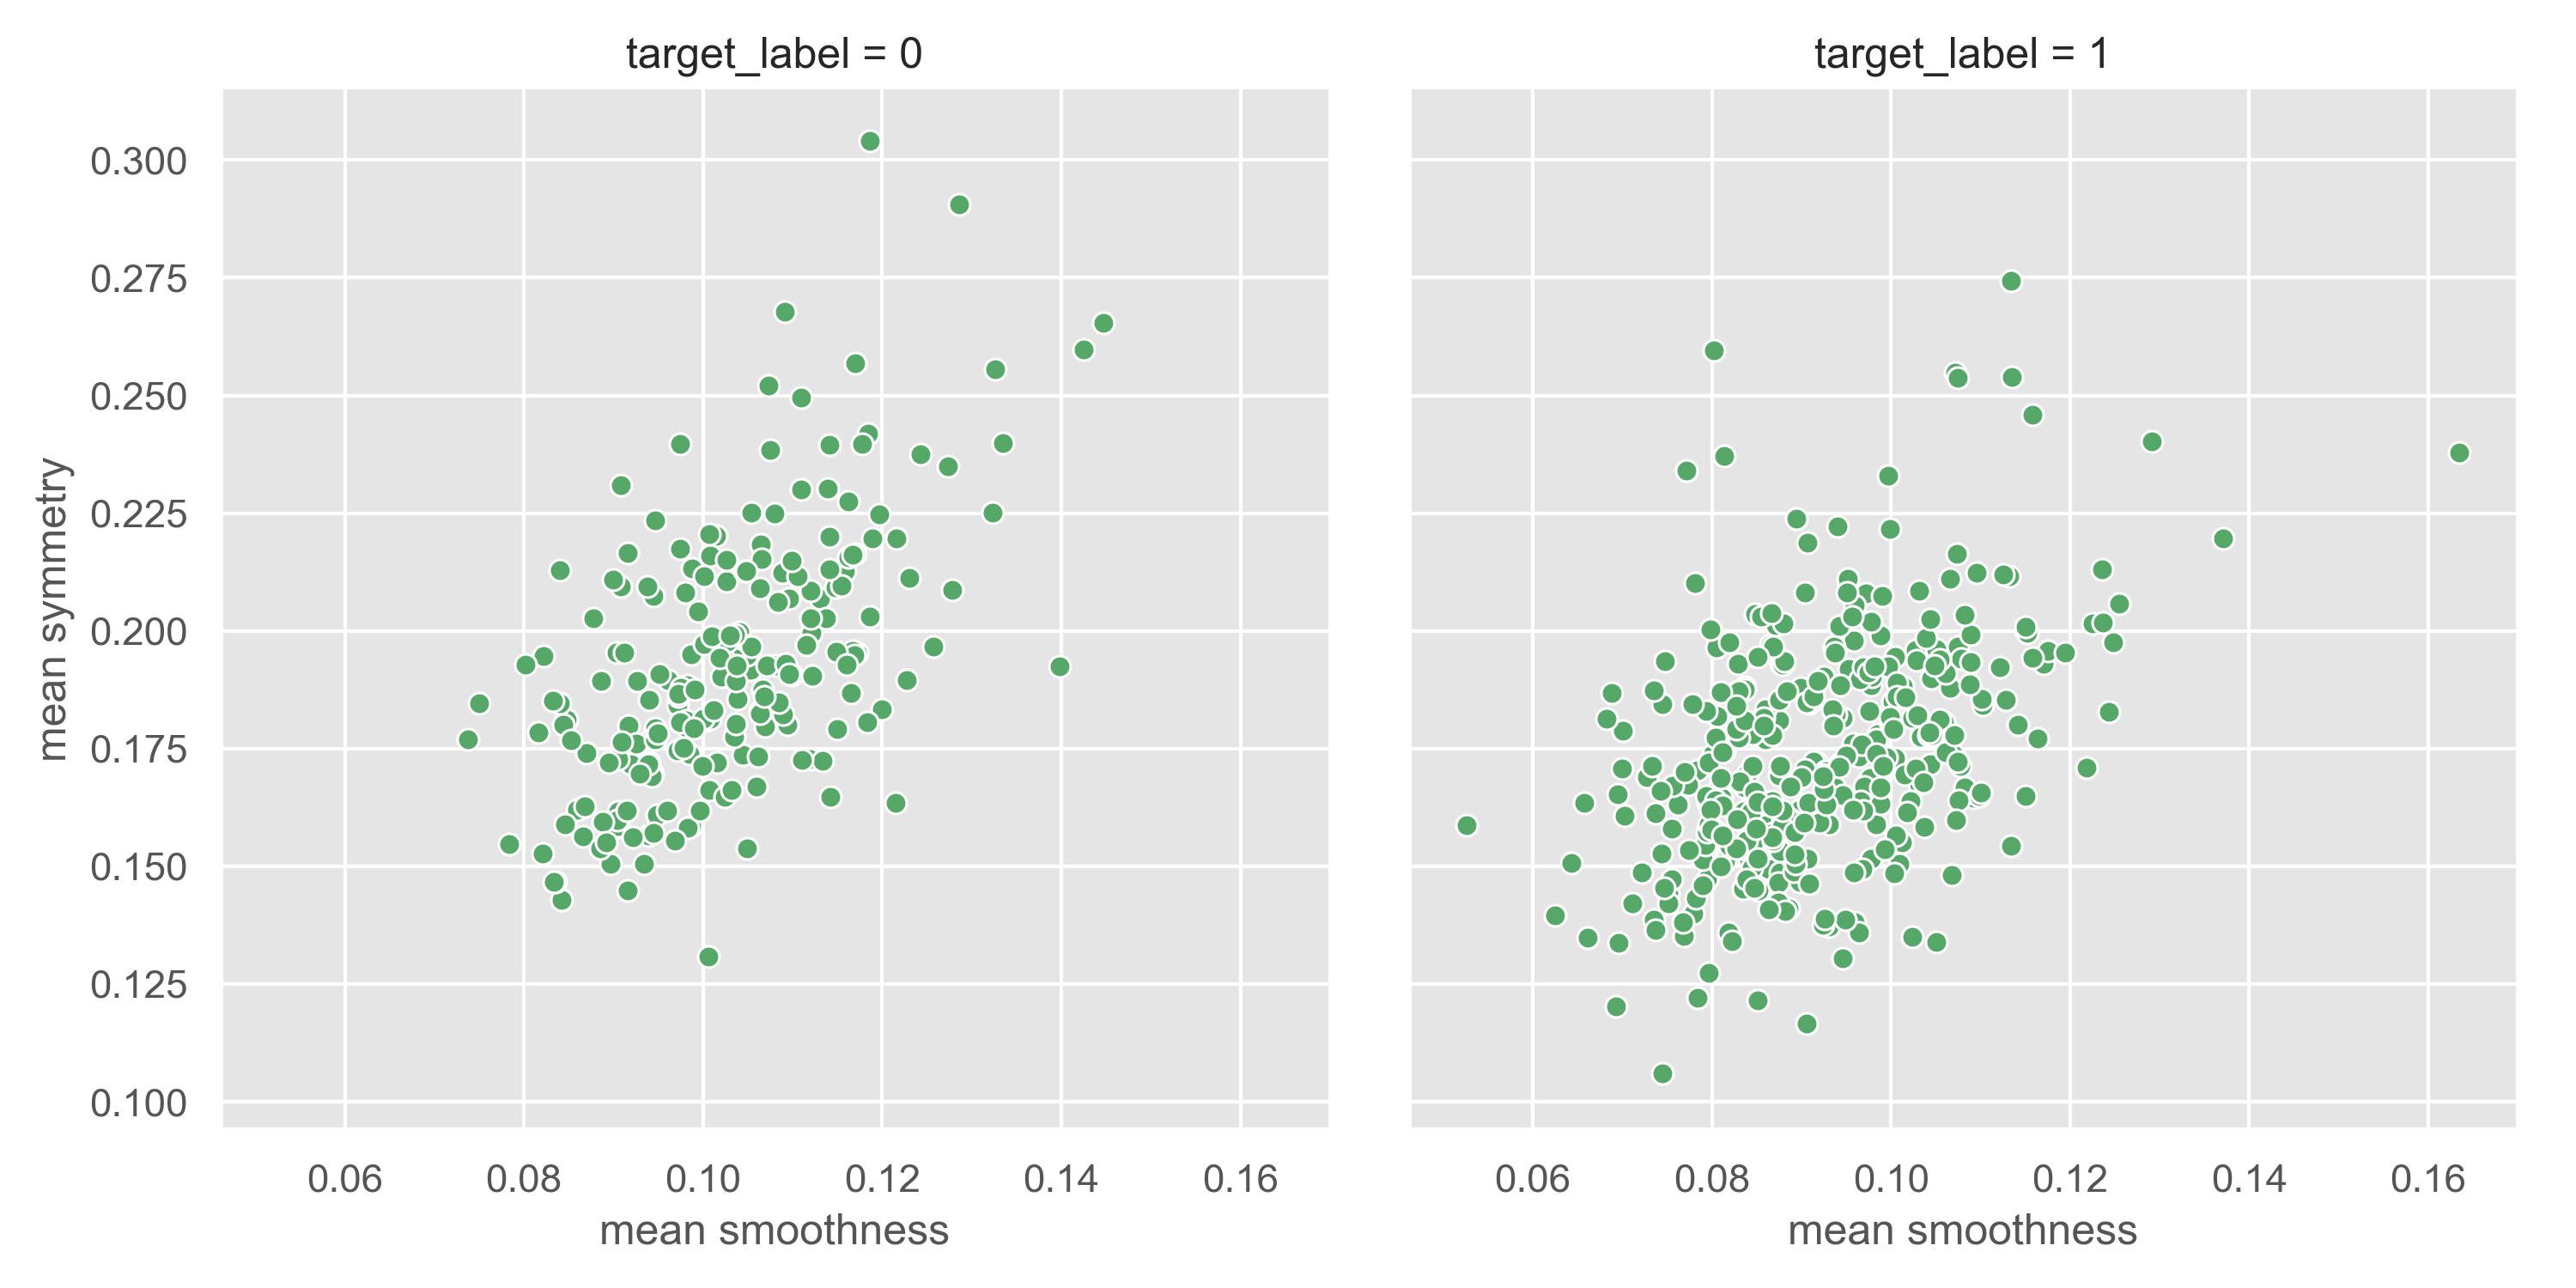 target_label = 0
target_label = 1
mean symmetry
0.300
0.275
0.250
0.225
0.200
0.175
0.150
0.125
0.100
0.06 0.08 0.10 0.12 0.14 0.16
0.06 0.08 0.10 0.12 0.14 0.16
mean smoothness
mean smoothness